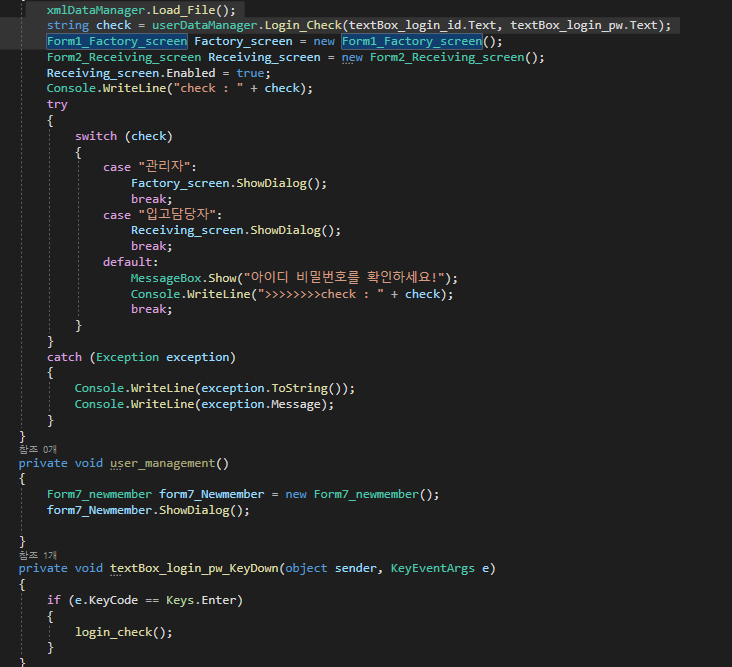 xmlDataManager.Load_File();
string check = userDataManager.Login_Check(textBox_login_id.Text, textBox_login_pw.Text);
Form1_Factory_screen Factory_screen = new Form1_Factory_screen();
Form2_Receiving_screen Receiving_screen = new Form2_Receiving_screen();
Receiving_screen.Enabled = true;
Console.WriteLine("check : " + check);
try
{
switch (check)
{
case "관리자":
Factory_screen.ShowDialog();
break;
case "입고담당자":
Receiving_screen.ShowDialog();
break;
default:
MessageBox.Show("아이디 비밀번호를 확인하세요!");
Console.WriteLine(">>>>>>>>check : " + check);
break;
}
}
catch (Exception exception)
{
Console.WriteLine(exception.ToString());
Console.WriteLine(exception.Message);
}
}
참조 0개
private void user_management()
{
Form7_newmember form7_Newmember = new Form7_newmember();
form7_Newmember.ShowDialog();
}
참조 1개
private void textBox_login_pw_KeyDown(object sender, KeyEventArgs e)
{
if (e.KeyCode == Keys.Enter)
{
login_check();
}
}